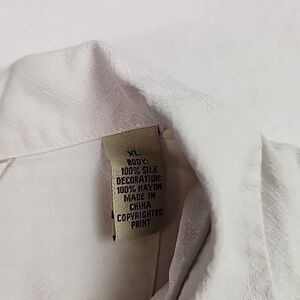 XL
BODY:
100% SILK
DECORATION:
100% RAYON
MADE IN
CHINA
COPYRIGHTED
PRINT